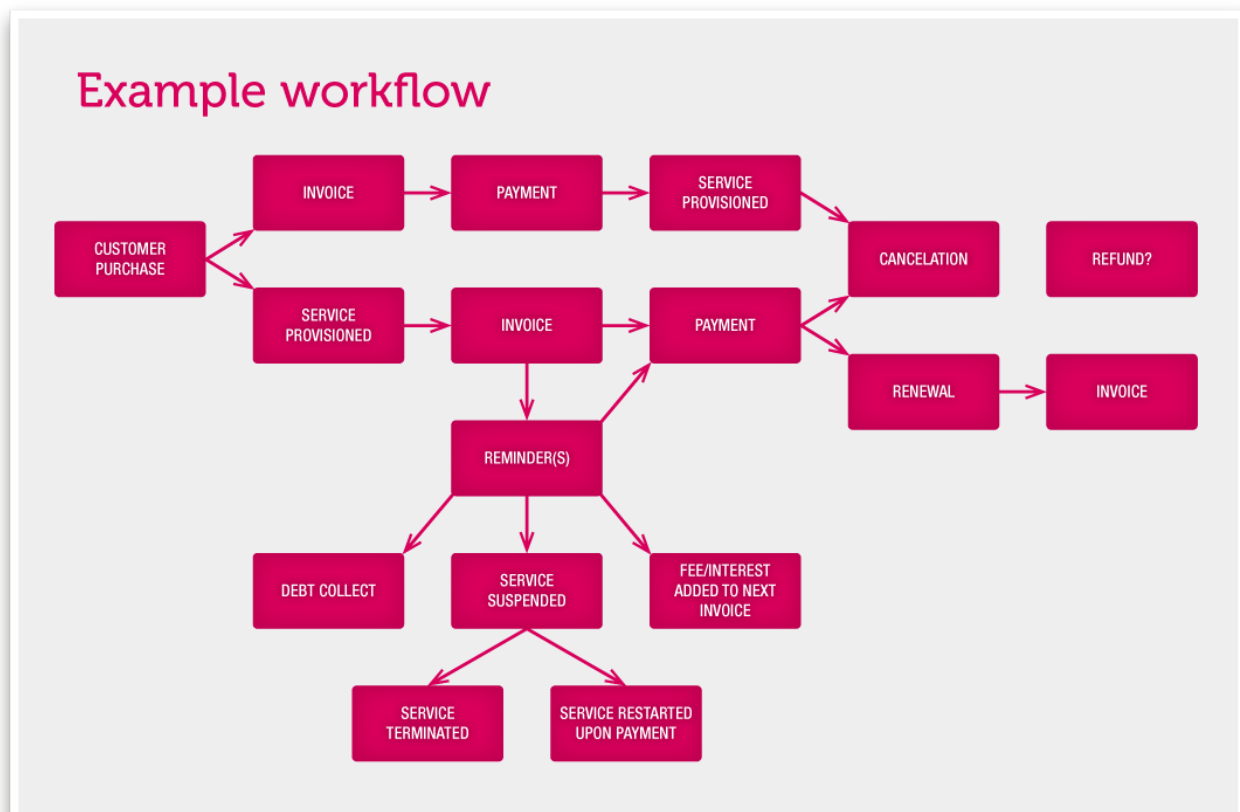 Example workflow
INVOICE
PAYMENT
SERVICE
PROVISIONED
CUSTOMER
PURCHASE
CANCELATION
REFUND?
SERVICE
PROVISIONED
INVOICE
PAYMENT
RENEWAL
INVOICE
REMINDER(S)
DEBT COLLECT
SERVICE
SUSPENDED
FEE/INTEREST
ADDED TO NEXT
INVOICE
SERVICE
TERMINATED
SERVICE RESTARTED
UPON PAYMENT